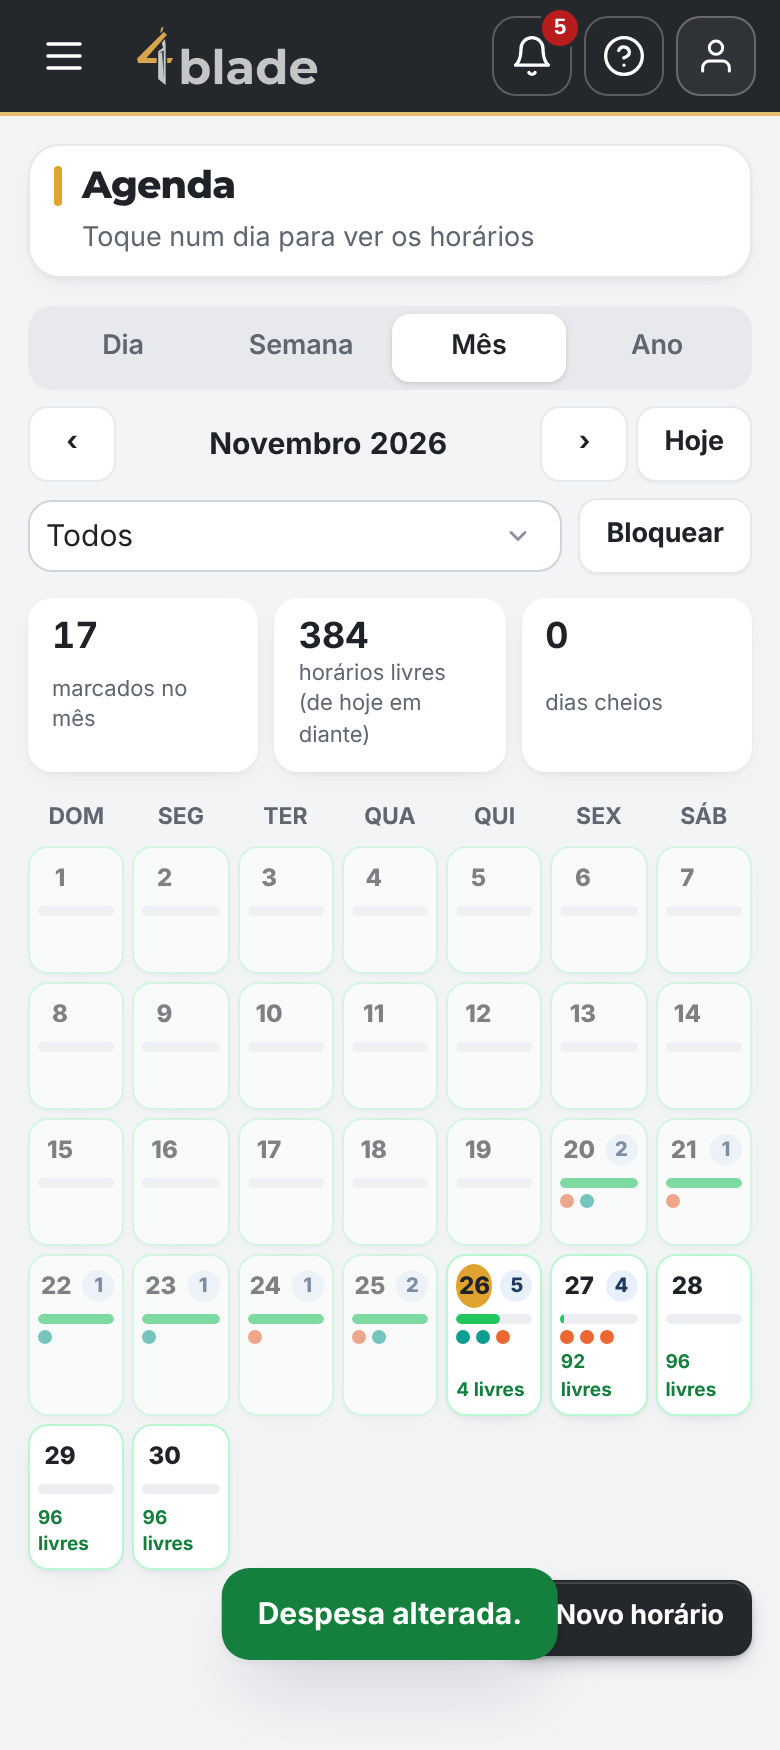 5
4blade
Agenda
Toque num dia para ver os horários
Dia Semana Mês Ano
‹ Novembro 2026 › Hoje
Todos Bloquear
17 384 0
marcados no mês
horários livres (de hoje em diante)
dias cheios
DOM SEG TER QUA QUI SEX SÁB
1 2 3 4 5 6 7
8 9 10 11 12 13 14
15 16 17 18 19 20 2 21 1
22 1 23 1 24 1 25 2 26 5 27 4 28
4 livres 92 livres 96 livres
29 30
96 livres 96 livres
Despesa alterada. Novo horário